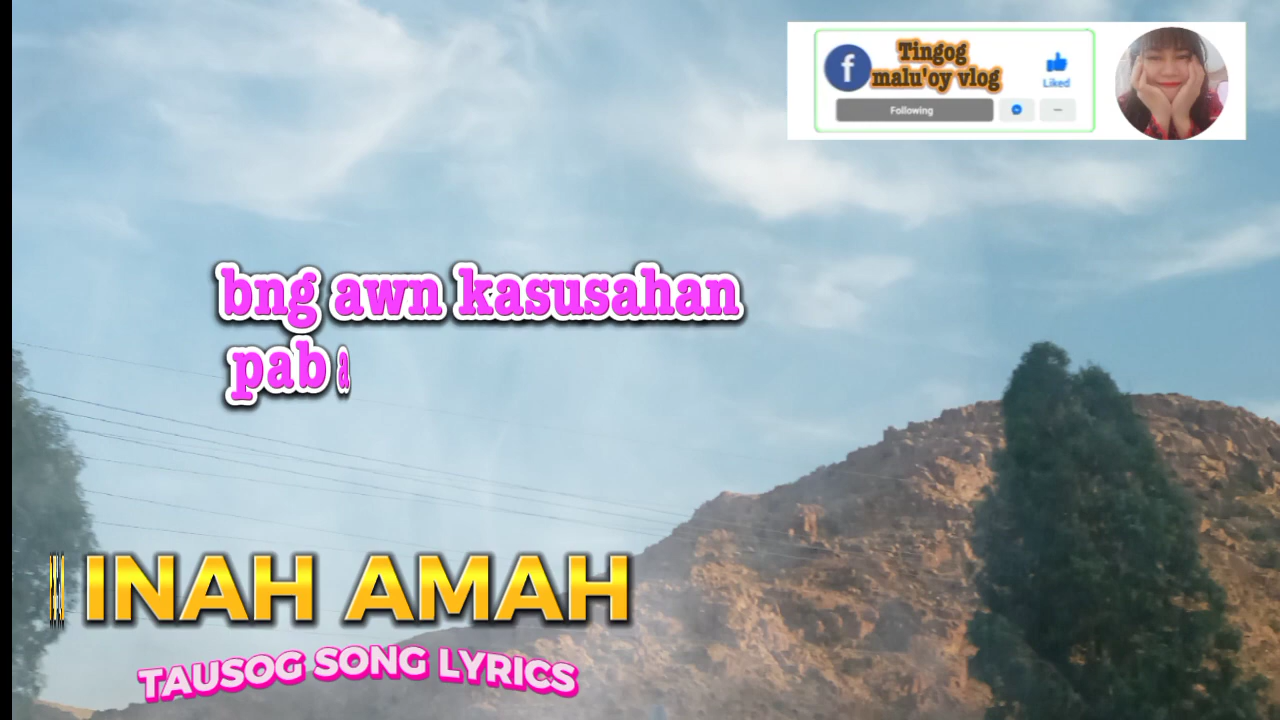 Tingog
malu'oy vlog
Liked
Following
bng awn kasusahan
pab a
INAH AMAH
TAUSOG SONG LYRICS